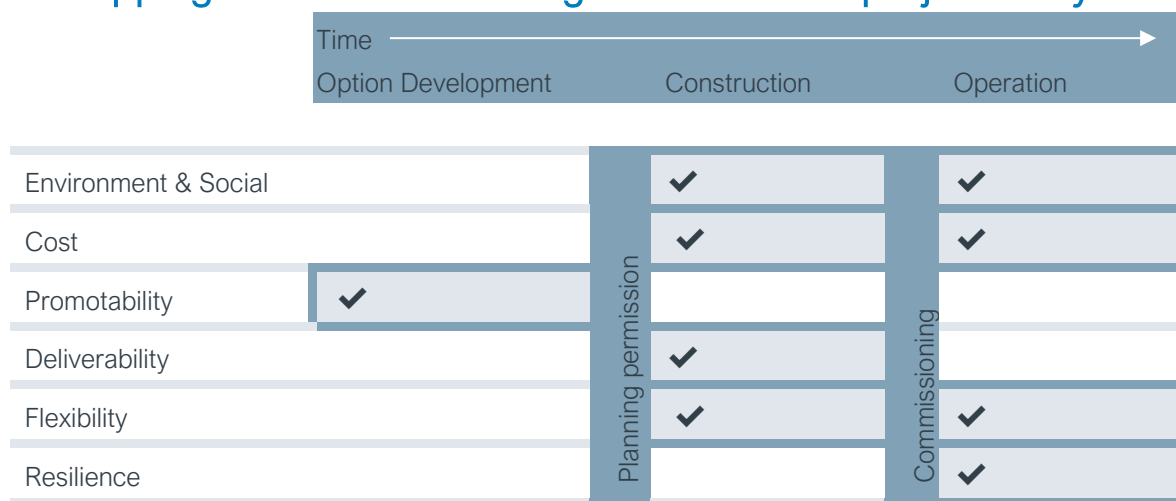 Time
Option Development Construction Operation
Environment & Social ✔ ✔
Cost ✔ ✔
Promotability ✔
Deliverability ✔
Flexibility ✔ ✔
Resilience ✔
Planning permission
Commissioning